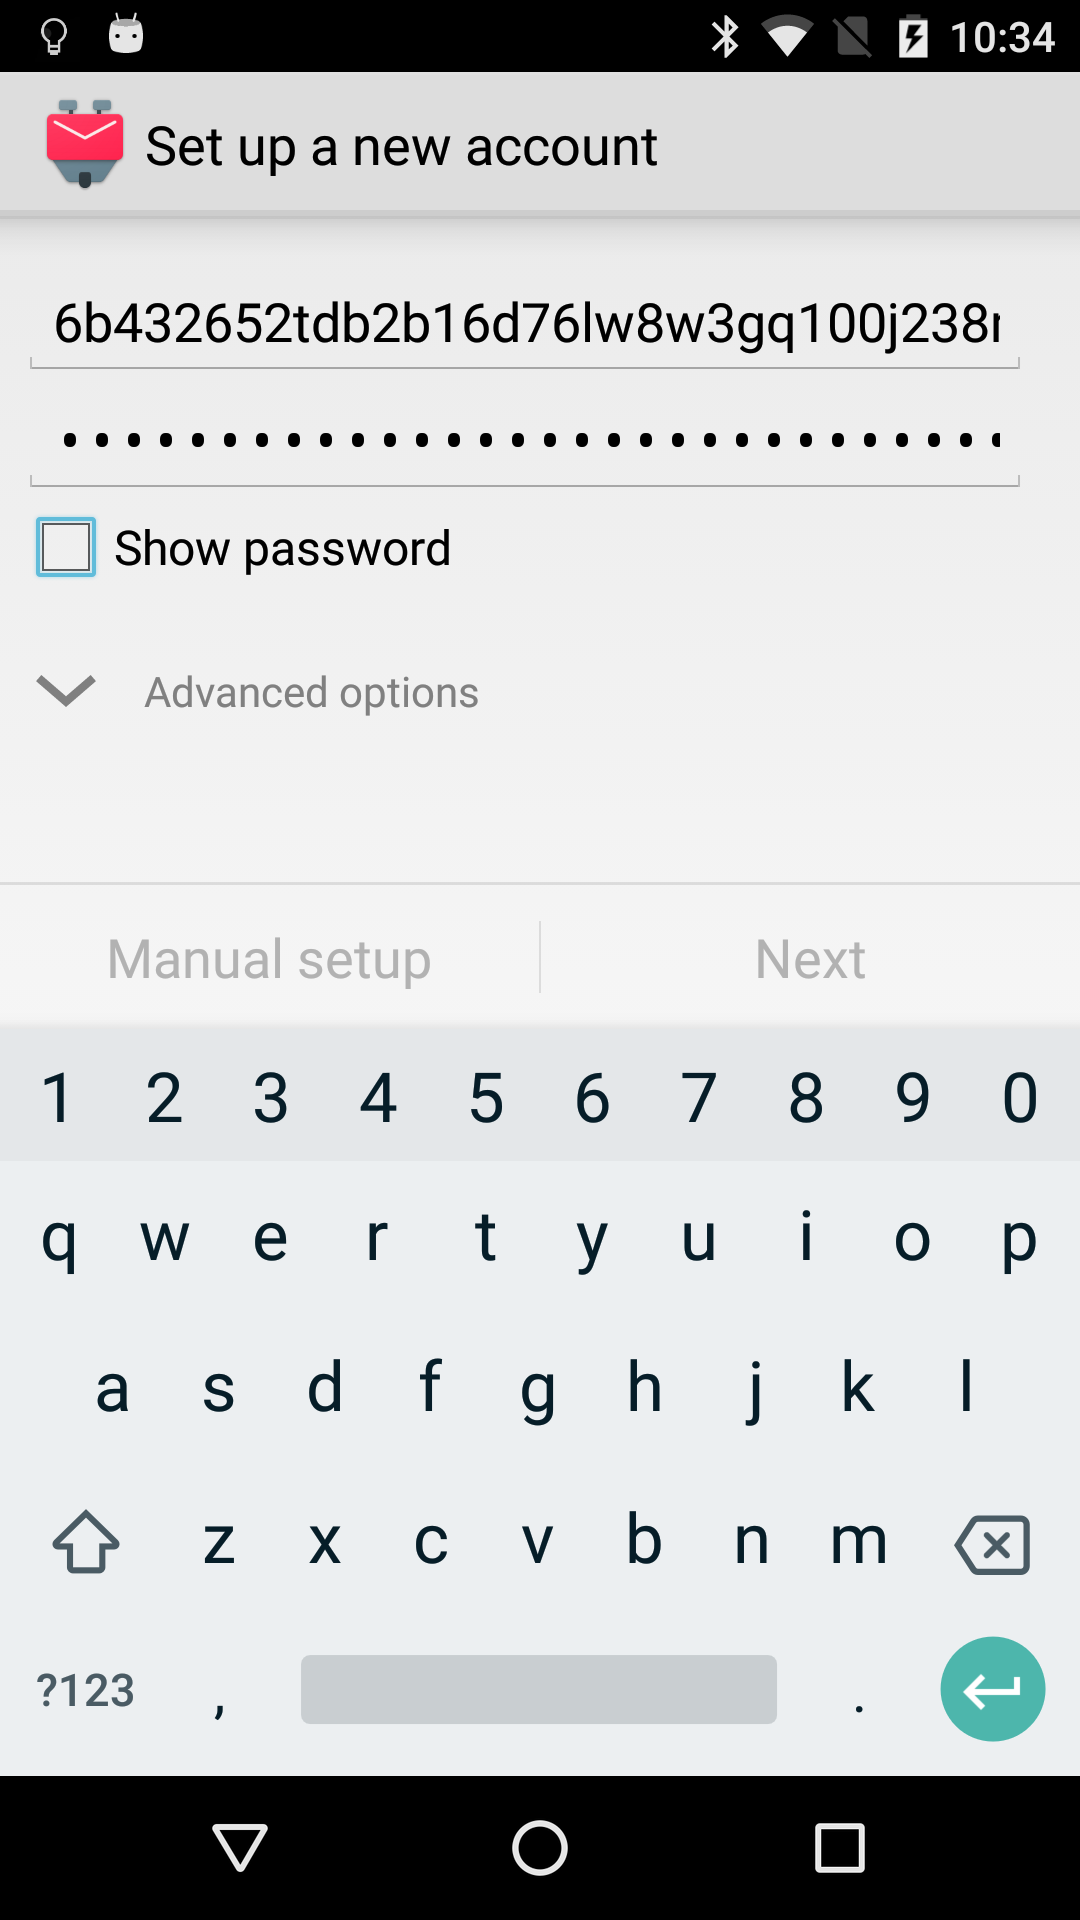 10:34
Set up a new account
6b432652tdb2b16d76lw8w3gq100j238
Show password
Advanced options
Manual setup
Next
1 2 3 4 5 6 7 8 9 0
q w e r t y u i o p
a s d f g h j k l
z x c v b n m
?123 , .